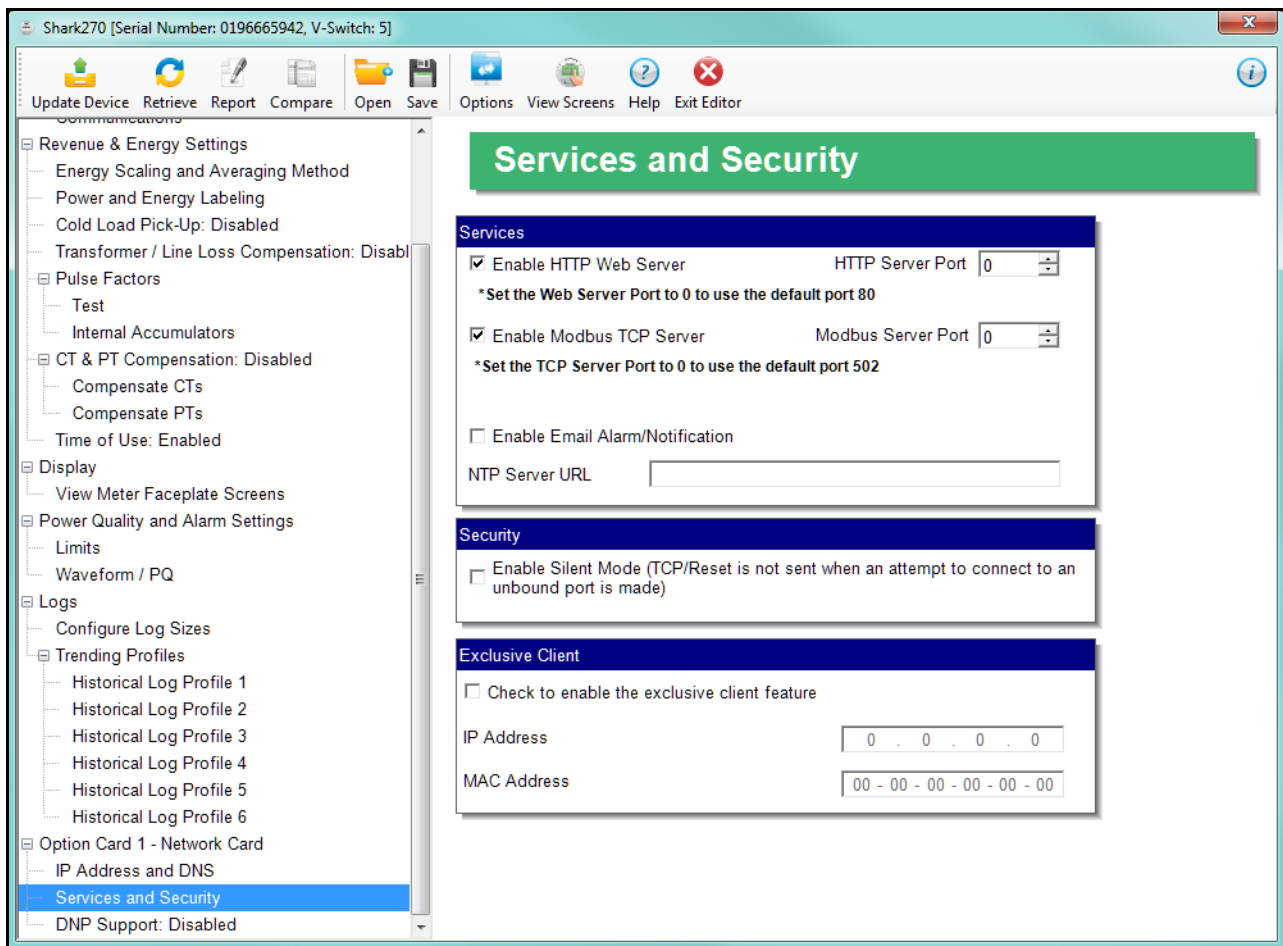 Shark270 [Serial Number: 0196665942, V-Switch: 5]
Update Device Retrieve Report Compare Open Save Options View Screens Help Exit Editor
Communications
Revenue & Energy Settings
Energy Scaling and Averaging Method
Power and Energy Labeling
Cold Load Pick-Up: Disabled
Transformer / Line Loss Compensation: Disabl
Pulse Factors
Test
Internal Accumulators
CT & PT Compensation: Disabled
Compensate CTs
Compensate PTs
Time of Use: Enabled
Display
View Meter Faceplate Screens
Power Quality and Alarm Settings
Limits
Waveform / PQ
Logs
Configure Log Sizes
Trending Profiles
Historical Log Profile 1
Historical Log Profile 2
Historical Log Profile 3
Historical Log Profile 4
Historical Log Profile 5
Historical Log Profile 6
Option Card 1 - Network Card
IP Address and DNS
Services and Security
DNP Support: Disabled
Services and Security
Services
Enable HTTP Web Server HTTP Server Port 0
*Set the Web Server Port to 0 to use the default port 80
Enable Modbus TCP Server Modbus Server Port 0
*Set the TCP Server Port to 0 to use the default port 502
Enable Email Alarm/Notification
NTP Server URL
Security
Enable Silent Mode (TCP/Reset is not sent when an attempt to connect to an
unbound port is made)
Exclusive Client
Check to enable the exclusive client feature
IP Address 0 . 0 . 0 . 0
MAC Address 00 - 00 - 00 - 00 - 00 - 00